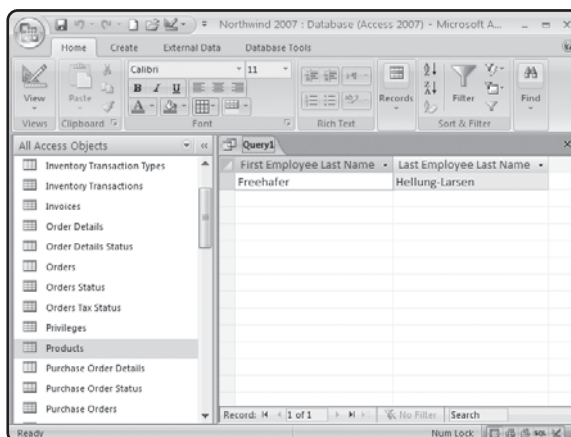 Northwind 2007 : Database (Access 2007) - Microsoft A...
Home Create External Data Database Tools
View
Paste
Calibri 11
B I U
A
Records
Filter
Find
Views Clipboard Font Rich Text Sort & Filter
All Access Objects
Query1
Inventory Transaction Types
Inventory Transactions
Invoices
Order Details
Order Details Status
Orders
Orders Status
Orders Tax Status
Privileges
Products
Purchase Order Details
Purchase Order Status
Purchase Orders
First Employee Last Name Last Employee Last Name
Freehafer Hellung-Larsen
Record: 1 of 1 No Filter Search
Ready Num Lock SQL